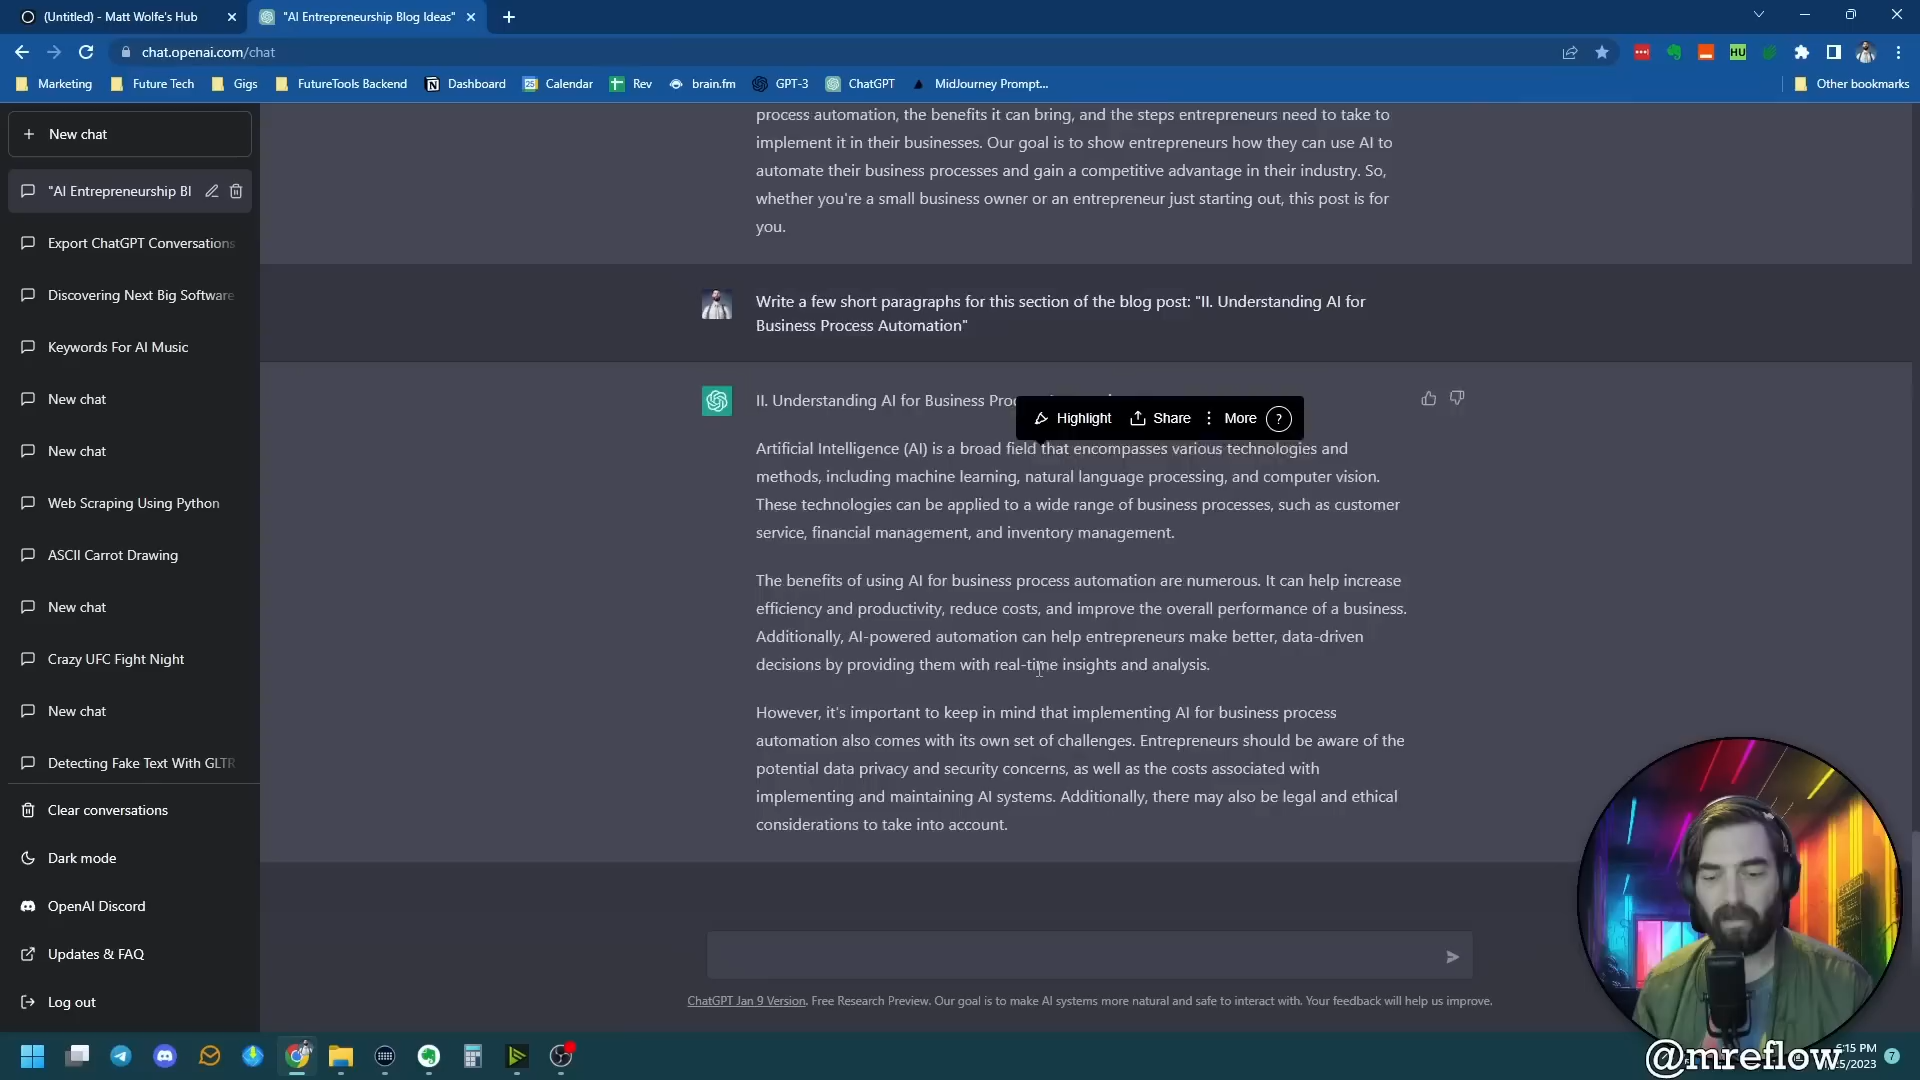 (Untitled) - Matt Wolfe's Hub
"AI Entrepreneurship Blog Ideas"
chat.openai.com/chat
Marketing
Future Tech
Gigs
FutureTools Backend
Dashboard
Calendar
Rev
brain.fm
GPT-3
ChatGPT
MidJourney Prompt...
Other bookmarks
New chat
"AI Entrepreneurship Bl
Export ChatGPT Conversations
Discovering Next Big Software
Keywords For AI Music
New chat
New chat
Web Scraping Using Python
ASCII Carrot Drawing
New chat
Crazy UFC Fight Night
New chat
Detecting Fake Text With GLTR
Clear conversations
Dark mode
OpenAI Discord
Updates & FAQ
Log out
process automation, the benefits it can bring, and the steps entrepreneurs need to take to
implement it in their businesses. Our goal is to show entrepreneurs how they can use AI to
automate their business processes and gain a competitive advantage in their industry. So,
whether you're a small business owner or an entrepreneur just starting out, this post is for
you.
Write a few short paragraphs for this section of the blog post: "II. Understanding AI for
Business Process Automation"
II. Understanding AI for Business
Highlight
Share
More
?
Artificial Intelligence (AI) is a broad field that encompasses various technologies and
methods, including machine learning, natural language processing, and computer vision.
These technologies can be applied to a wide range of business processes, such as customer
service, financial management, and inventory management.
The benefits of using AI for business process automation are numerous. It can help increase
efficiency and productivity, reduce costs, and improve the overall performance of a business.
Additionally, AI-powered automation can help entrepreneurs make better, data-driven
decisions by providing them with real-time insights and analysis.
However, it's important to keep in mind that implementing AI for business process
automation also comes with its own set of challenges. Entrepreneurs should be aware of the
potential data privacy and security concerns, as well as the costs associated with
implementing and maintaining AI systems. Additionally, there may also be legal and ethical
considerations to take into account.
ChatGPT Jan 9 Version. Free Research Preview. Our goal is to make AI systems more natural and safe to interact with. Your feedback will help us improve.
HU
25
7
@mreflow